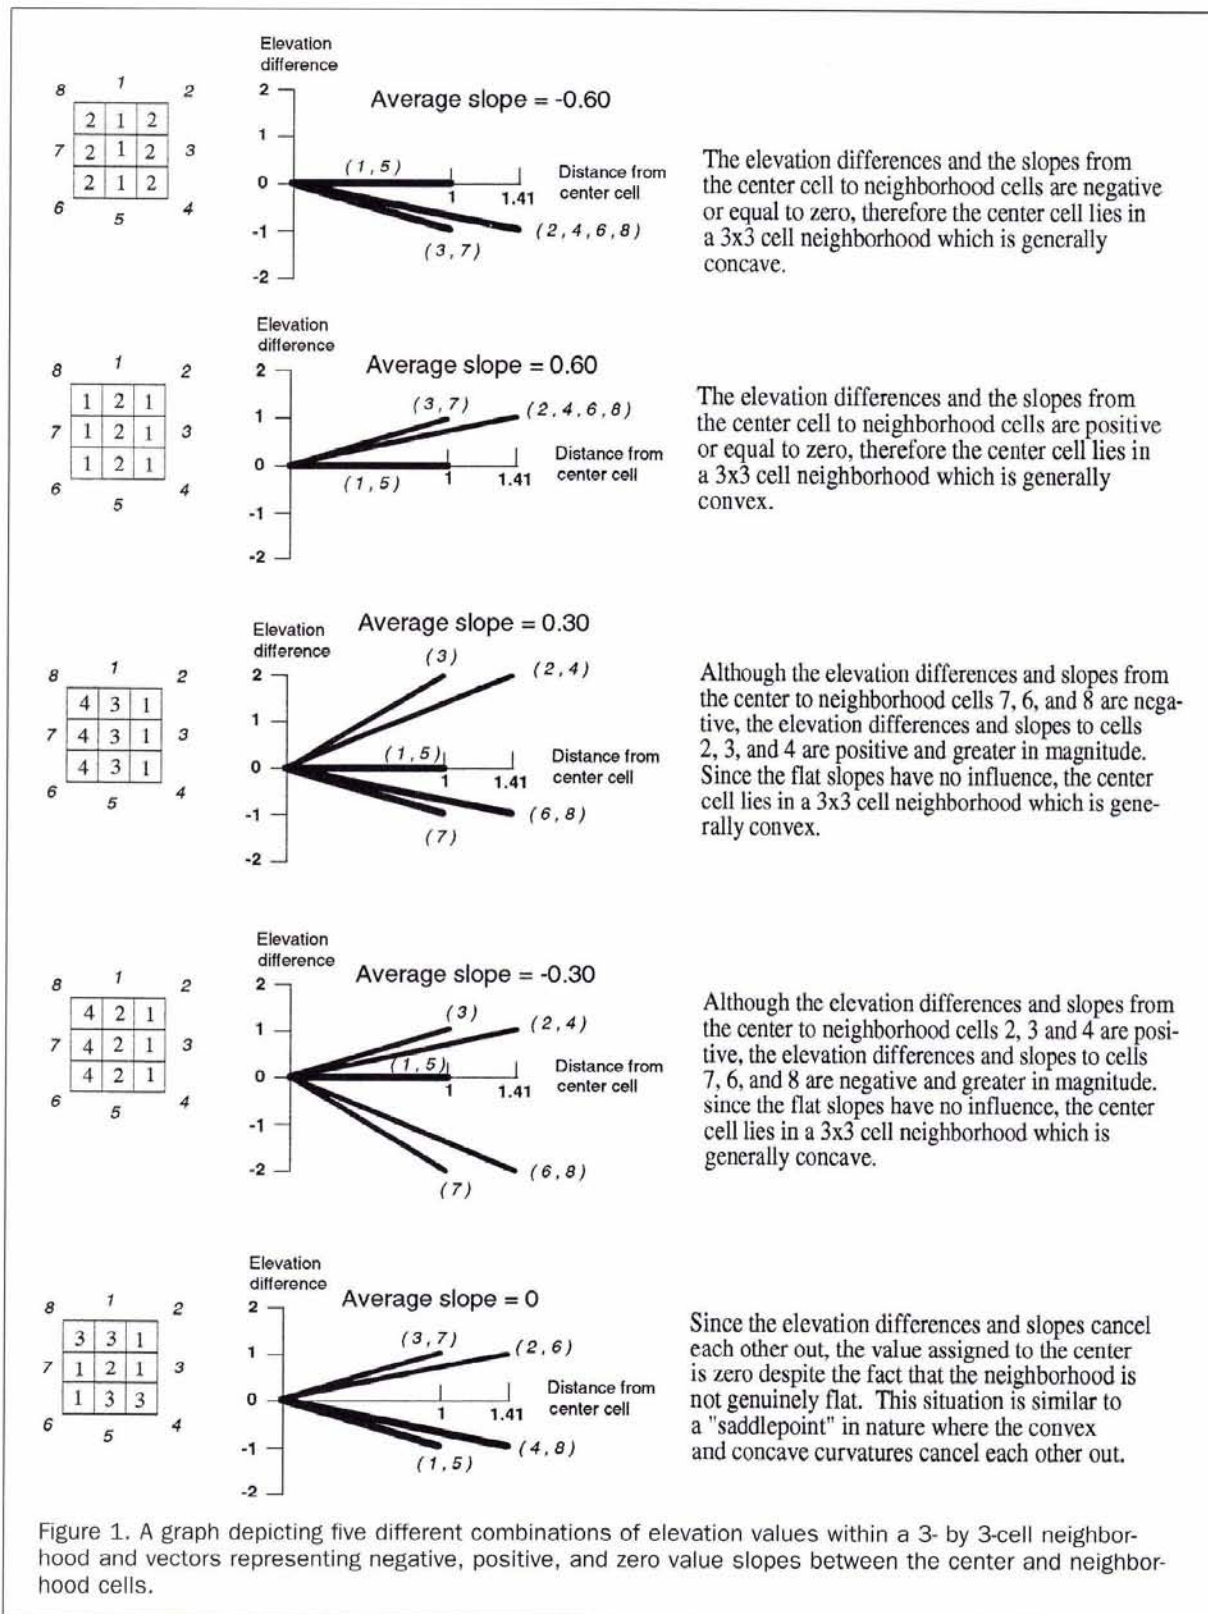 Elevation
difference
Average slope = -0.60
8 1 2
2 1 2
7 2 1 2 3
2 1 2
6 5 4
2
1
0
-1
-2
(1,5)
1 1.41
Distance from
center cell
(2,4,6,8)
(3,7)
The elevation differences and the slopes from
the center cell to neighborhood cells are negative
or equal to zero, therefore the center cell lies in
a 3x3 cell neighborhood which is generally
concave.
Elevation
difference
Average slope = 0.60
8 1 2
1 2 1
7 1 2 1 3
1 2 1
6 5 4
2
1
0
-1
-2
(3,7)
(2,4,6,8)
(1,5)
1 1.41
Distance from
center cell
The elevation differences and the slopes from
the center cell to neighborhood cells are positive
or equal to zero, therefore the center cell lies in
a 3x3 cell neighborhood which is generally
convex.
Elevation
difference
Average slope = 0.30
8 1 2
4 3 1
7 4 3 1 3
4 3 1
6 5 4
2
1
0
-1
-2
(3)
(2,4)
(1,5)
1 1.41
Distance from
center cell
(6,8)
(7)
Although the elevation differences and slopes from
the center to neighborhood cells 7, 6, and 8 are nega-
tive, the elevation differences and slopes to cells
2, 3, and 4 are positive and greater in magnitude.
Since the flat slopes have no influence, the center
cell lies in a 3x3 cell neighborhood which is gene-
rally convex.
Elevation
difference
Average slope = -0.30
8 1 2
4 2 1
7 4 2 1 3
4 2 1
6 5 4
2
1
0
-1
-2
(3)
(2,4)
(1,5)
1 1.41
Distance from
center cell
(6,8)
(7)
Although the elevation differences and slopes from
the center to neighborhood cells 2, 3 and 4 are posi-
tive, the elevation differences and slopes to cells
7, 6, and 8 are negative and greater in magnitude.
since the flat slopes have no influence, the center
cell lies in a 3x3 cell neighborhood which is
generally concave.
Elevation
difference
Average slope = 0
8 1 2
3 3 1
7 1 2 1 3
1 3 3
6 5 4
2
1
0
-1
-2
(3,7)
(2,6)
1 1.41
Distance from
center cell
(4,8)
(1,5)
Since the elevation differences and slopes cancel
each other out, the value assigned to the center
is zero despite the fact that the neighborhood is
not genuinely flat. This situation is similar to
a "saddlepoint" in nature where the convex
and concave curvatures cancel each other out.
Figure 1. A graph depicting five different combinations of elevation values within a 3- by 3-cell neighbor-
hood and vectors representing negative, positive, and zero value slopes between the center and neighbor-
hood cells.